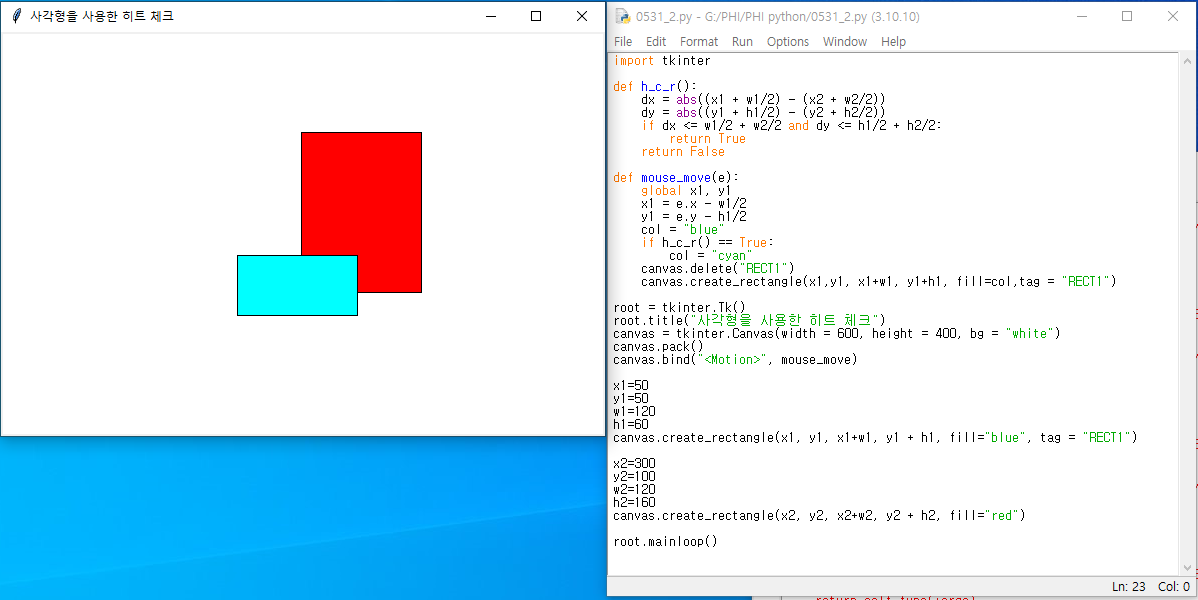 사각형을 사용한 히트 체크
0531_2.py - G:/PHI/PHI python/0531_2.py (3.10.10)
File Edit Format Run Options Window Help
import tkinter
def h_c_r():
    dx = abs((x1 + w1/2) - (x2 + w2/2))
    dy = abs((y1 + h1/2) - (y2 + h2/2))
    if dx <= w1/2 + w2/2 and dy <= h1/2 + h2/2:
        return True
    return False
def mouse_move(e):
    global x1, y1
    x1 = e.x - w1/2
    y1 = e.y - h1/2
    col = "blue"
    if h_c_r() == True:
        col = "cyan"
    canvas.delete("RECT1")
    canvas.create_rectangle(x1,y1, x1+w1, y1+h1, fill=col,tag = "RECT1")
root = tkinter.Tk()
root.title("사각형을 사용한 히트 체크")
canvas = tkinter.Canvas(width = 600, height = 400, bg = "white")
canvas.pack()
canvas.bind("<Motion>", mouse_move)
x1=50
y1=50
w1=120
h1=60
canvas.create_rectangle(x1, y1, x1+w1, y1 + h1, fill="blue", tag = "RECT1")
x2=300
y2=100
w2=120
h2=160
canvas.create_rectangle(x2, y2, x2+w2, y2 + h2, fill="red")
root.mainloop()
Ln: 23 Col: 0